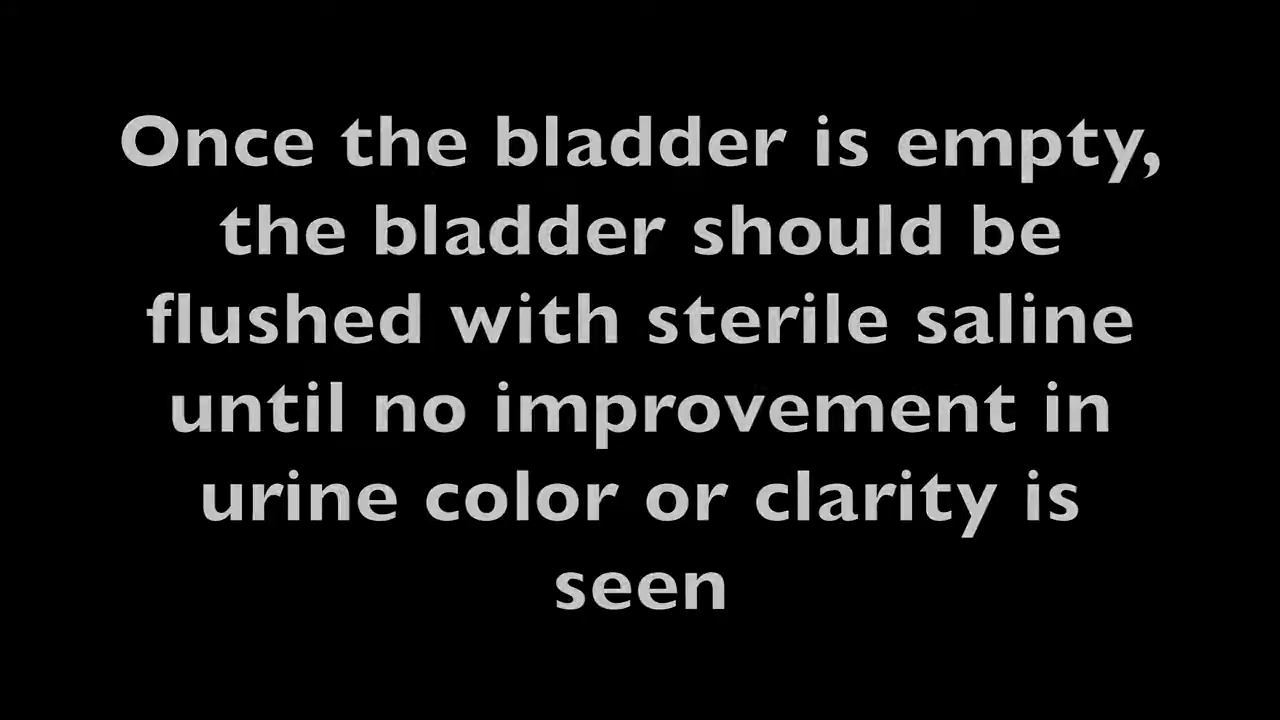 Once the bladder is empty,
the bladder should be
flushed with sterile saline
until no improvement in
urine color or clarity is
seen